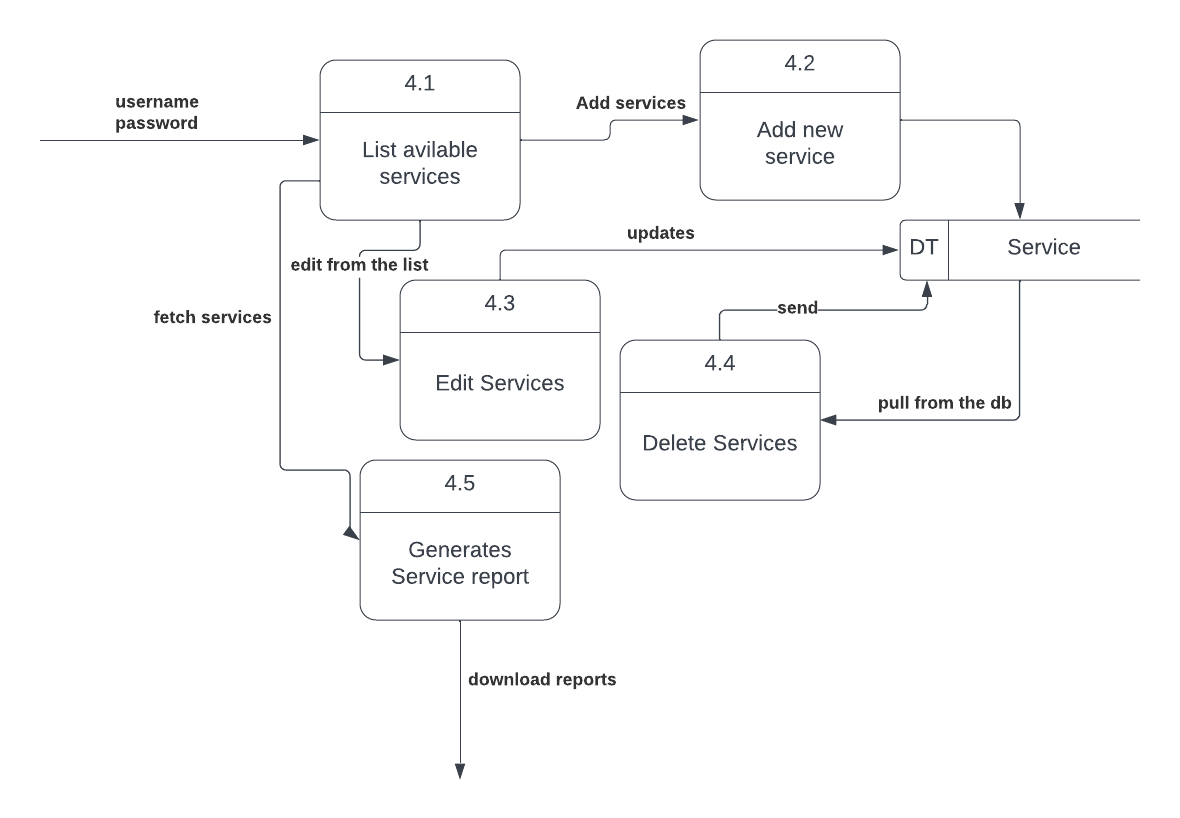 username
password
4.1
List avilable
services
Add services
4.2
Add new
service
updates
DT
Service
edit from the list
4.3
Edit Services
fetch services
send
4.4
Delete Services
pull from the db
4.5
Generates
Service report
download reports